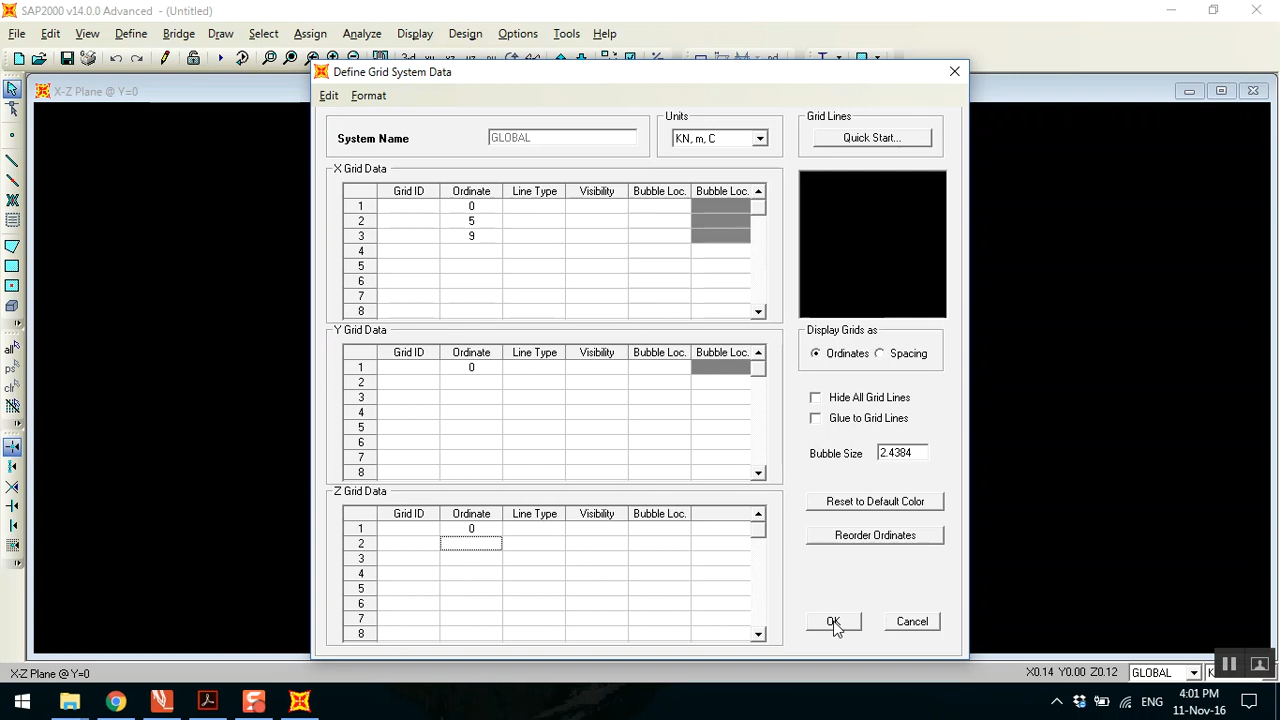 SAP2000 v14.0.0 Advanced - (Untitled)
File Edit View Define Bridge Draw Select Assign Analyze Display Design Options Tools Help
X-Z Plane @ Y=0
Define Grid System Data
Edit Format
System Name GLOBAL
Units
KN, m, C
Grid Lines
Quick Start...
X Grid Data
Grid ID Ordinate Line Type Visibility Bubble Loc. Bubble Loc.
1 0
2 5
3 9
4
5
6
7
8
Y Grid Data
Grid ID Ordinate Line Type Visibility Bubble Loc. Bubble Loc.
1 0
2
3
4
5
6
7
8
Z Grid Data
Grid ID Ordinate Line Type Visibility Bubble Loc.
1 0
2
3
4
5
6
7
8
Display Grids as
Ordinates Spacing
Hide All Grid Lines
Glue to Grid Lines
Bubble Size 2.4384
Reset to Default Color
Reorder Ordinates
OK Cancel
all
ps
clr
X-Z Plane @ Y=0 X0.14 Y0.00 Z0.12 GLOBAL
ENG
4:01 PM
11-Nov-16